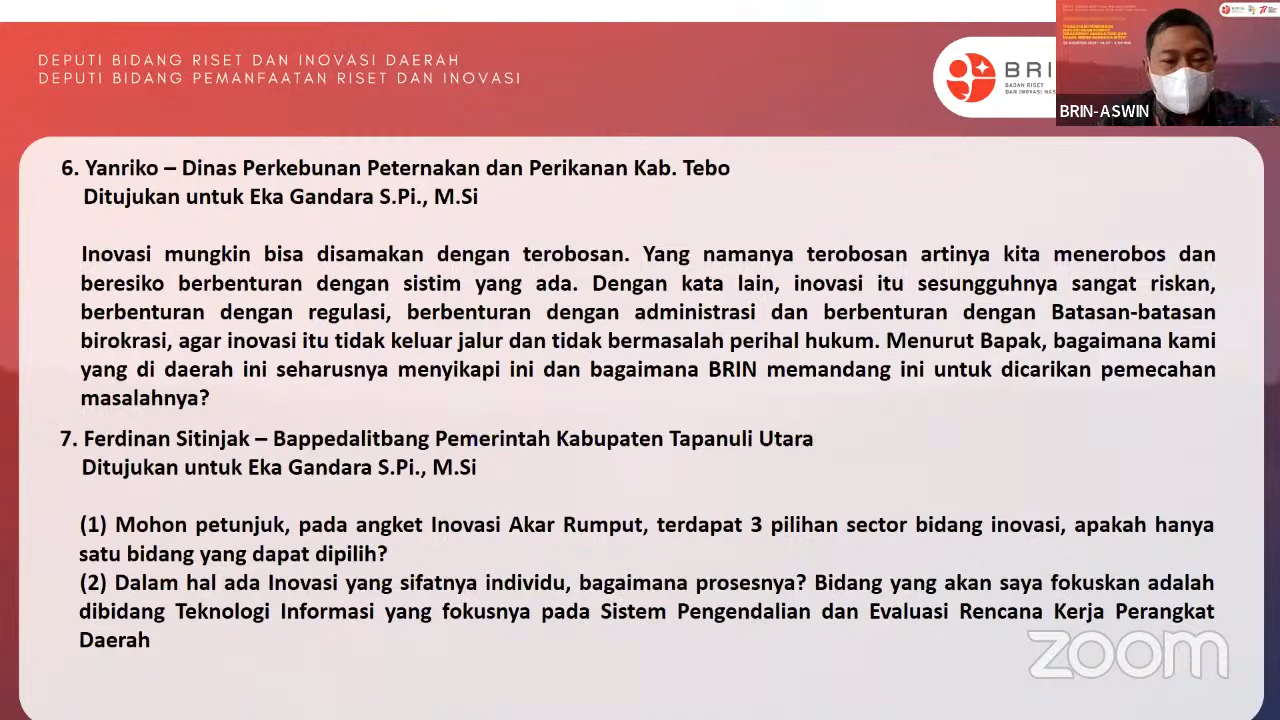 DEPUTI BIDANG RISET DAN INOVASI DAERAH
DEPUTI BIDANG PEMANFAATAN RISET DAN INOVASI
BRI
BADAN RISET
DAN INOVASI NAS
BRIN-ASWIN
6. Yanriko – Dinas Perkebunan Peternakan dan Perikanan Kab. Tebo
Ditujukan untuk Eka Gandara S.Pi., M.Si
Inovasi mungkin bisa disamakan dengan terobosan. Yang namanya terobosan artinya kita menerobos dan
beresiko berbenturan dengan sistim yang ada. Dengan kata lain, inovasi itu sesungguhnya sangat riskan,
berbenturan dengan regulasi, berbenturan dengan administrasi dan berbenturan dengan Batasan-batasan
birokrasi, agar inovasi itu tidak keluar jalur dan tidak bermasalah perihal hukum. Menurut Bapak, bagaimana kami
yang di daerah ini seharusnya menyikapi ini dan bagaimana BRIN memandang ini untuk dicarikan pemecahan
masalahnya?
7. Ferdinan Sitinjak – Bappedalitbang Pemerintah Kabupaten Tapanuli Utara
Ditujukan untuk Eka Gandara S.Pi., M.Si
(1) Mohon petunjuk, pada angket Inovasi Akar Rumput, terdapat 3 pilihan sector bidang inovasi, apakah hanya
satu bidang yang dapat dipilih?
(2) Dalam hal ada Inovasi yang sifatnya individu, bagaimana prosesnya? Bidang yang akan saya fokuskan adalah
dibidang Teknologi Informasi yang fokusnya pada Sistem Pengendalian dan Evaluasi Rencana Kerja Perangkat
Daerah
zoom